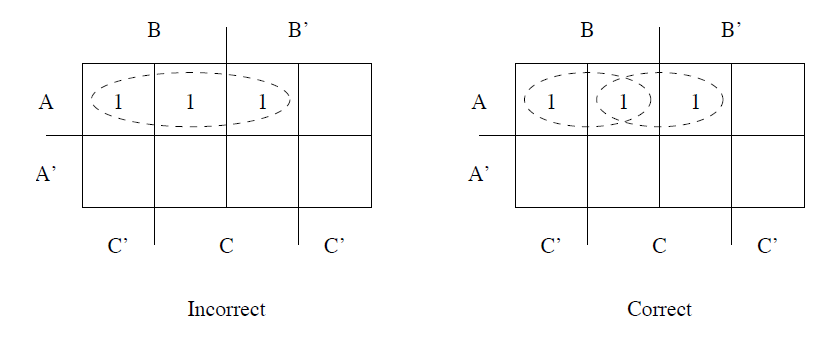 B B’ B B’
A 1 1 1 A 1 1 1
A’ A’
C’ C C’ C’ C C’
Incorrect Correct